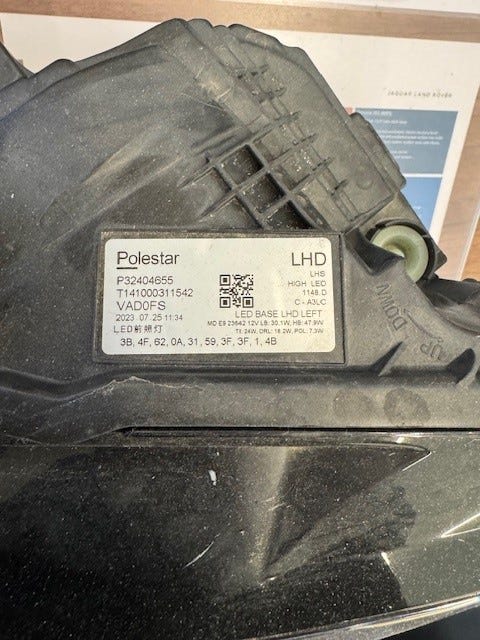 JAGUAR LAND ROVER
Polestar
LHD
P32404655
LHS
T141000311542
HIGH LED
VAD0FS
1148.D
2023 07 25 11:34
C - A3LC
LED前照灯
LED BASE LHD LEFT
MD E9 23642 12V LB: 30.1W, HB: 47.9W
TI: 24W, DRL: 18.2W, POL: 7.3W
3B, 4F, 62, 0A, 31, 59, 3F, 3F, 1, 4B
UP
DOWN